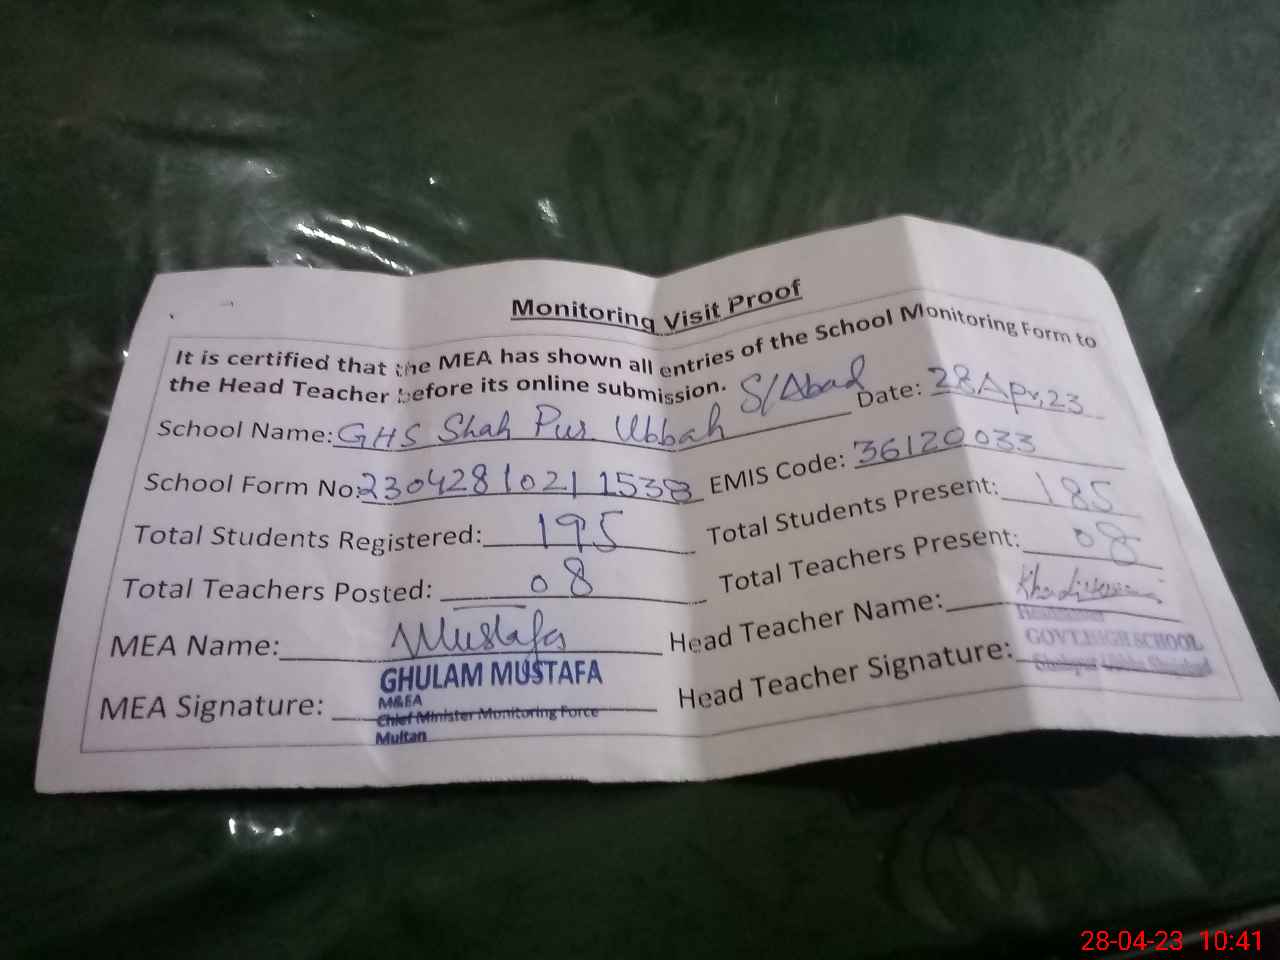 Monitoring Visit Proof
It is certified that the MEA has shown all entries of the School Monitoring Form to
the Head Teacher before its online submission.
School Name: GHS Shah Pur Ubbah S/Abad Date: 28 Apr, 23
School Form No: 23042810211538 EMIS Code: 36120033
Total Students Registered: 195 Total Students Present: 185
Total Teachers Posted: 08 Total Teachers Present: 08
MEA Name: Mustafa Head Teacher Name:
MEA Signature: Head Teacher Signature:
GHULAM MUSTAFA
M&EA
Chief Minister Monitoring Force
Multan
GOVT. HIGH SCHOOL
28-04-23 10:41